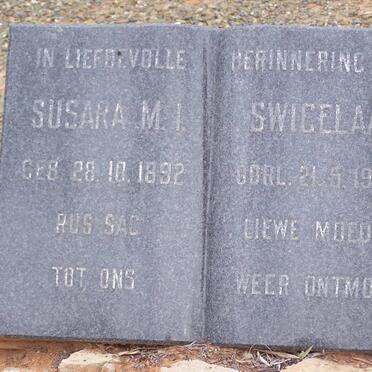 IN LIEFDEVOLLE HERINNERING
SUSARA M. I. SWIGELAA
GEB. 28. 10. 1892 OORL. 21. 5. 19
RUS SAG LIEWE MOED
TOT ONS WEER ONTMO